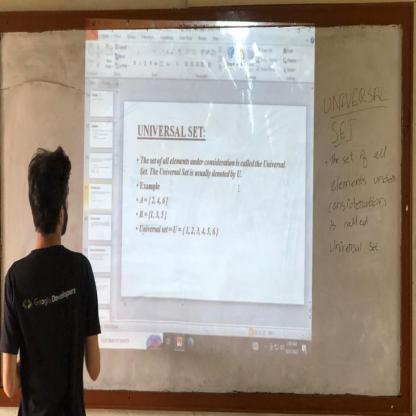 UNIVERSAL SET:
• The set of all elements under consideration is called the Universal
Set. The Universal Set is usually denoted by U.
• Example
• A = { 2, 4, 6 }
• B = {1, 3, 5 }
• Universal set = U = { 1, 2, 3, 4, 5, 6 }
UNIVERSAL
SET
• The set of all
elements under
consideration
is called
Universal Set
Google Developers